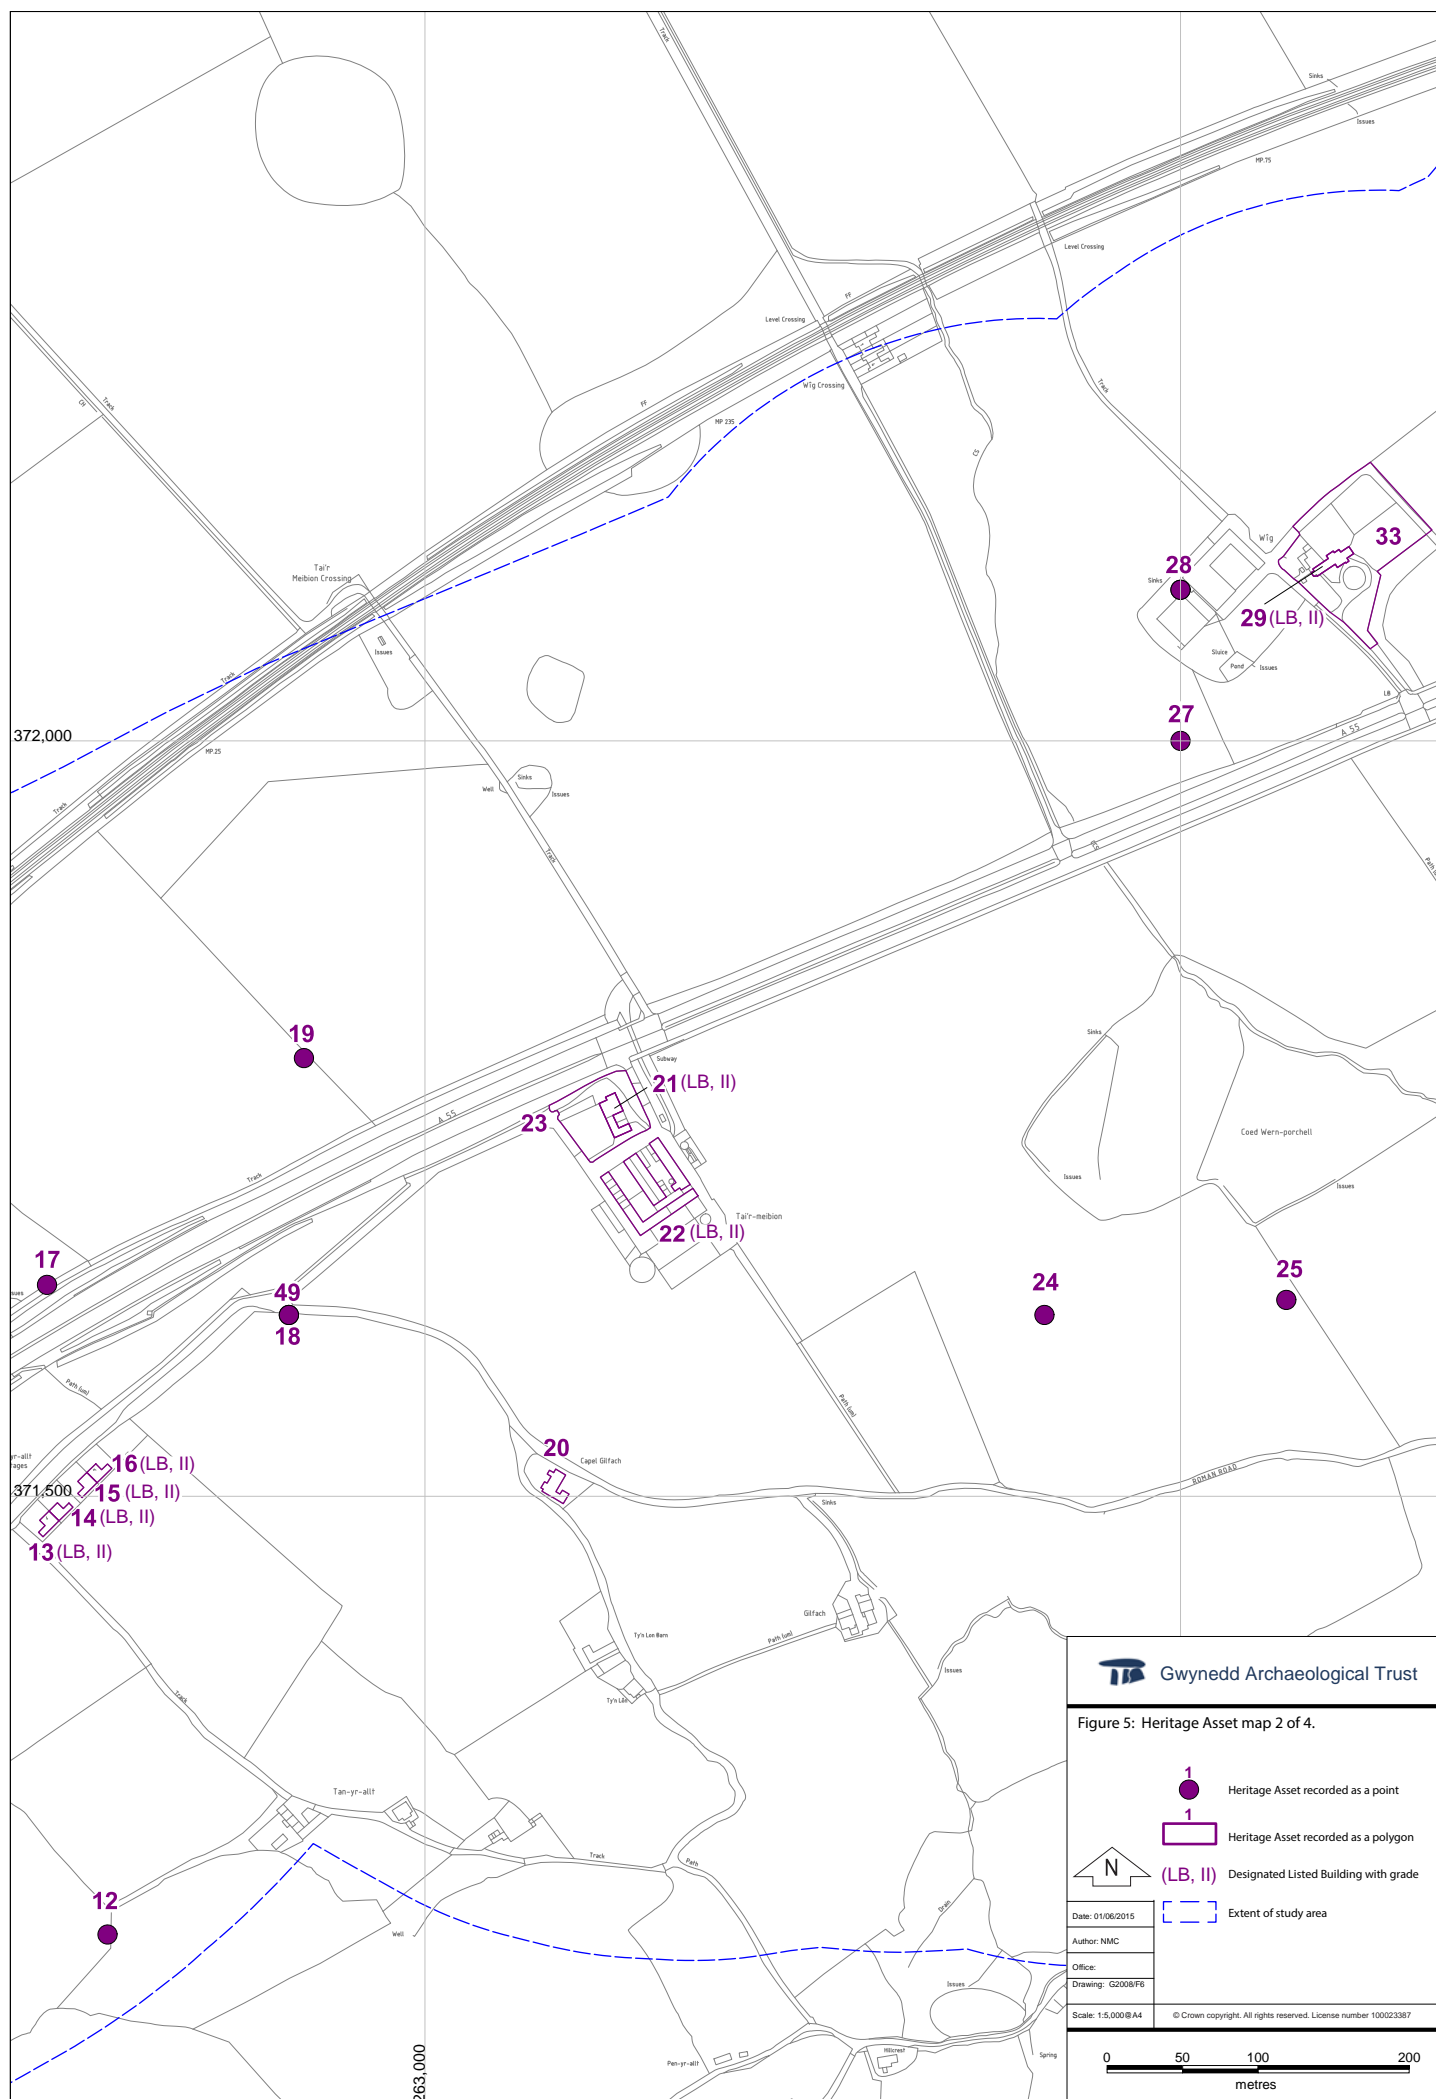 Track
Sinks
Issues
MP.75
Level Crossing
FF
Level Crossing
Track
CH
Track
Wig Crossing
FF
MP 235
CS
Tai'r
Meibion Crossing
Wig
33
28
Sinks
29 (LB, II)
Issues
Sluice
Pond
Issues
Track
LB
27
372,000
A 55
MP.25
Sinks
Well
Issues
Track
Track
GCS
19
Sinks
Subway
21 (LB, II)
A 55
23
Coed Wern-porchell
Track
Issues
Issues
Tai'r-meibion
22 (LB, II)
17
49
24
25
18
Path (um)
Path (um)
20
Capel Gilfach
16 (LB, II)
ROMAN ROAD
371,500
15 (LB, II)
Sinks
14 (LB, II)
13 (LB, II)
Gilfach
Ty'n Lon Barn
Path (um)
Issues
Track
Ty'n Lôn
Tan-yr-allt
Track
Path
12
Well
Drain
Issues
Pen-yr-allt
Hillcrest
Spring
263,000
Gwynedd Archaeological Trust
Figure 5: Heritage Asset map 2 of 4.
1
Heritage Asset recorded as a point
1
Heritage Asset recorded as a polygon
N
(LB, II) Designated Listed Building with grade
Extent of study area
Date: 01/06/2015
Author: NMC
Office:
Drawing: G2008/F6
Scale: 1:5,000@A4
© Crown copyright. All rights reserved. License number 100023387
0 50 100 200
metres